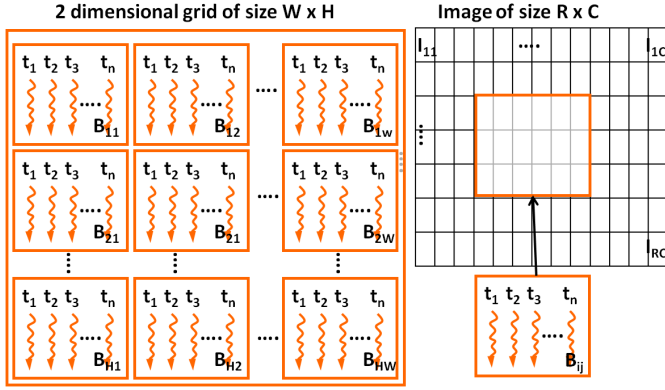 2 dimensional grid of size W x H
Image of size R x C
t1 t2 t3 tn
.... B11
t1 t2 t3 tn
.... B12
....
t1 t2 t3 tn
.... B1w
t1 t2 t3 tn
.... B21
t1 t2 t3 tn
.... B21
....
t1 t2 t3 tn
.... B2W
t1 t2 t3 tn
.... BH1
t1 t2 t3 tn
.... BH2
....
t1 t2 t3 tn
.... BHW
I11 .... I1C
IRC
t1 t2 t3 tn
.... Bij